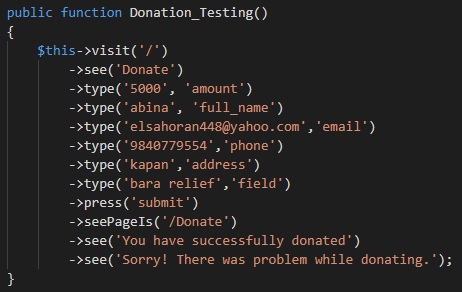 public function Donation_Testing()
{
$this->visit('/')
->see('Donate')
->type('5000', 'amount')
->type('abina', 'full_name')
->type('elsahoran448@yahoo.com','email')
->type('9840779554','phone')
->type('kapan','address')
->type('bara relief','field')
->press('submit')
->seePageIs('/Donate')
->see('You have successfully donated')
->see('Sorry! There was problem while donating.');
}